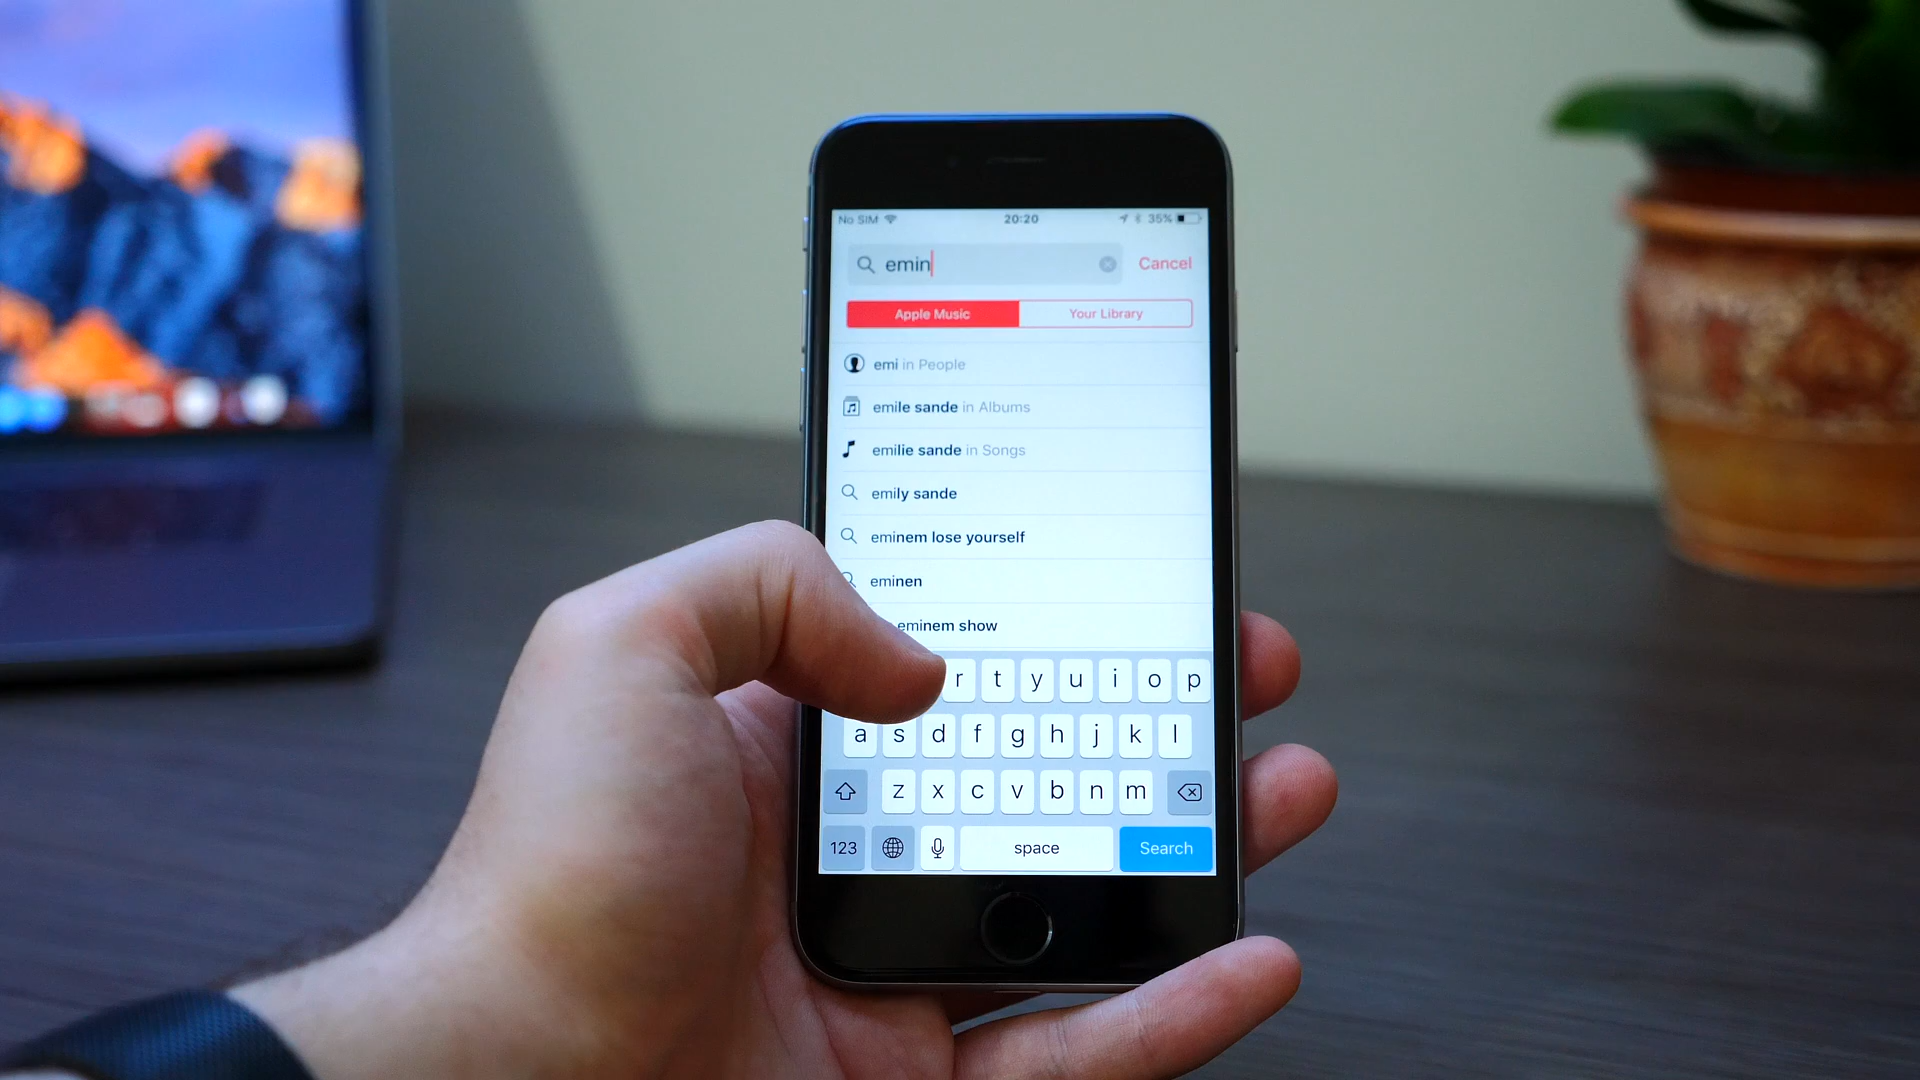 No SIM 20:20 35%
emin Cancel
Apple Music Your Library
emi in People
emile sande in Albums
emilie sande in Songs
emily sande
eminem lose yourself
eminen
eminem show
r t y u i o p
a s d f g h j k l
z x c v b n m
123 space Search